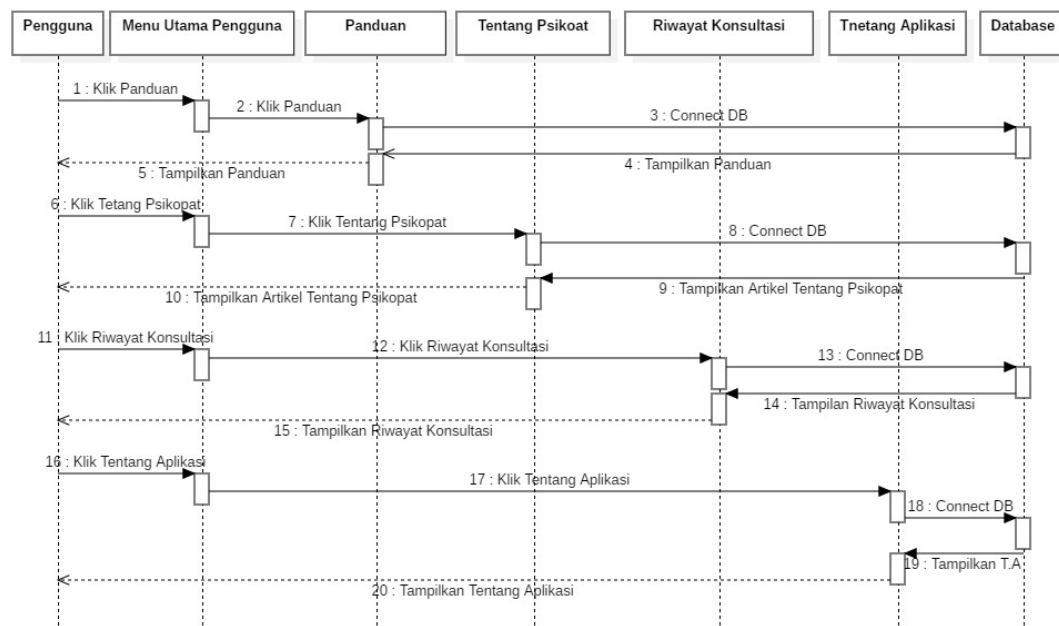 Pengguna
Menu Utama Pengguna
Panduan
Tentang Psikoat
Riwayat Konsultasi
Tnetang Aplikasi
Database
1 : Klik Panduan
2 : Klik Panduan
3 : Connect DB
4 : Tampilkan Panduan
5 : Tampilkan Panduan
6 : Klik Tetang Psikopat
7 : Klik Tentang Psikopat
8 : Connect DB
9 : Tampilkan Artikel Tentang Psikopat
10 : Tampilkan Artikel Tentang Psikopat
11 : Klik Riwayat Konsultasi
12 : Klik Riwayat Konsultasi
13 : Connect DB
14 : Tampilan Riwayat Konsultasi
15 : Tampilkan Riwayat Konsultasi
16 : Klik Tentang Aplikasi
17 : Klik Tentang Aplikasi
18 : Connect DB
19 : Tampilkan T.A
20 : Tampilkan Tentang Aplikasi